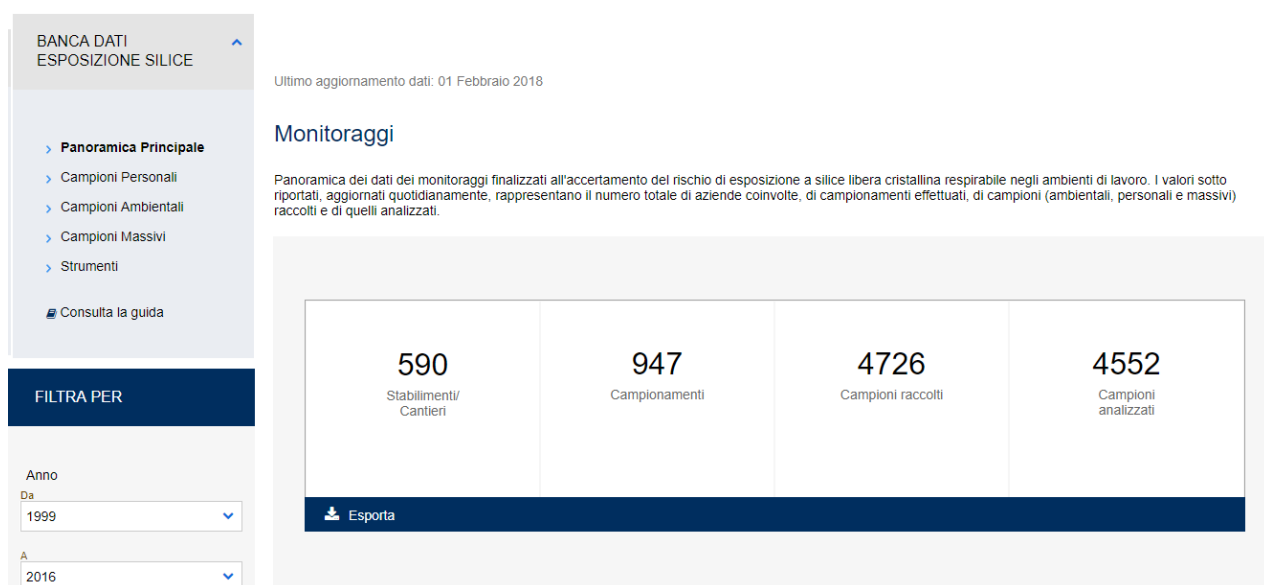 BANCA DATI
ESPOSIZIONE SILICE
Panoramica Principale
Campioni Personali
Campioni Ambientali
Campioni Massivi
Strumenti
Consulta la guida
FILTRA PER
Anno
Da
1999
A
2016
Ultimo aggiornamento dati: 01 Febbraio 2018
Monitoraggi
Panoramica dei dati dei monitoraggi finalizzati all'accertamento del rischio di esposizione a silice libera cristallina respirabile negli ambienti di lavoro. I valori sotto
riportati, aggiornati quotidianamente, rappresentano il numero totale di aziende coinvolte, di campionamenti effettuati, di campioni (ambientali, personali e massivi)
raccolti e di quelli analizzati.
590
Stabilimenti/
Cantieri
947
Campionamenti
4726
Campioni raccolti
4552
Campioni
analizzati
Esporta